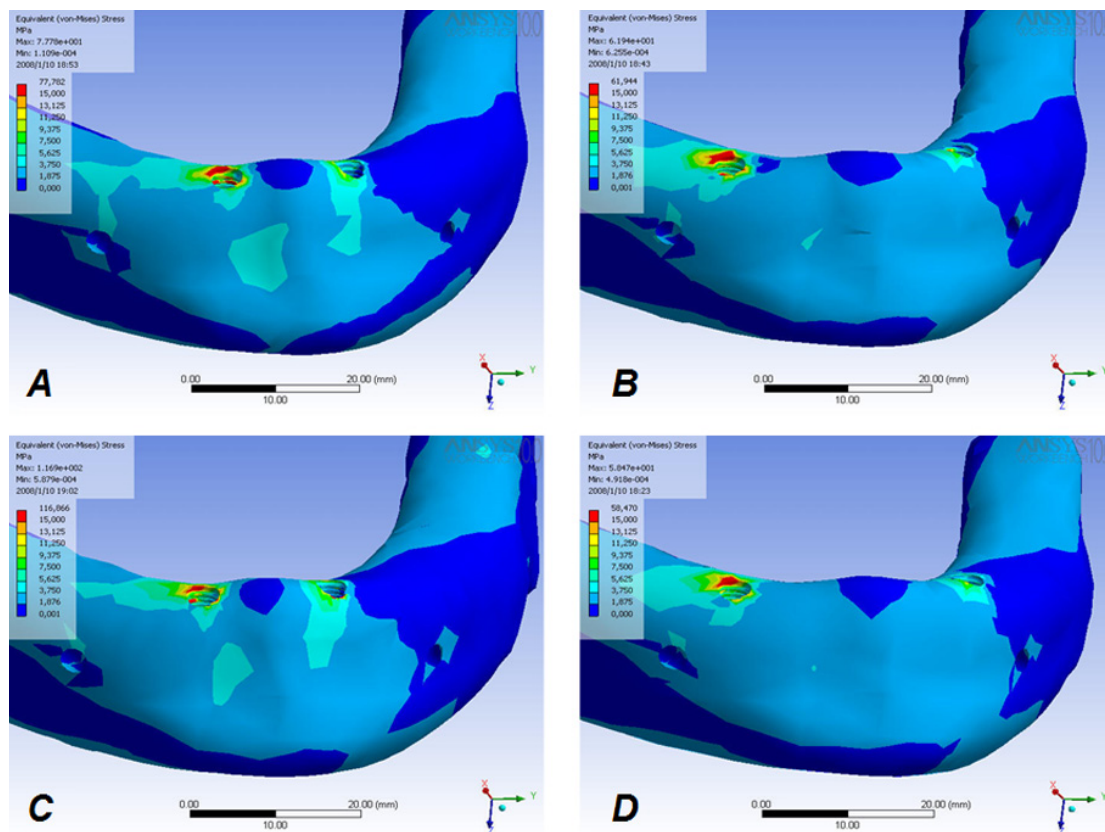 Equivalent (von-Mises) Stress
MPa
Max: 7.778e+001
Min: 1.109e-004
2008/1/10 18:53
77,782
15,000
13,125
11,250
9,375
7,500
5,625
3,750
1,876
0,000
0.00
20.00 (mm)
10.00
X
Y
Z
A
Equivalent (von-Mises) Stress
MPa
Max: 6.194e+001
Min: 6.255e-004
2008/1/10 18:43
61,944
15,000
13,125
11,250
9,375
7,500
5,625
3,750
1,876
0,001
0.00
20.00 (mm)
10.00
X
Y
Z
B
Equivalent (von-Mises) Stress
MPa
Max: 1.169e+002
Min: 5.879e-004
2008/1/10 19:02
116,866
15,000
13,125
11,250
9,375
7,500
5,625
3,750
1,876
0,001
0.00
20.00 (mm)
10.00
X
Y
Z
C
Equivalent (von-Mises) Stress
MPa
Max: 5.847e+001
Min: 4.918e-004
2008/1/10 18:23
58,470
15,000
13,125
11,250
9,375
7,500
5,625
3,750
1,875
0,000
0.00
20.00 (mm)
10.00
X
Y
Z
D